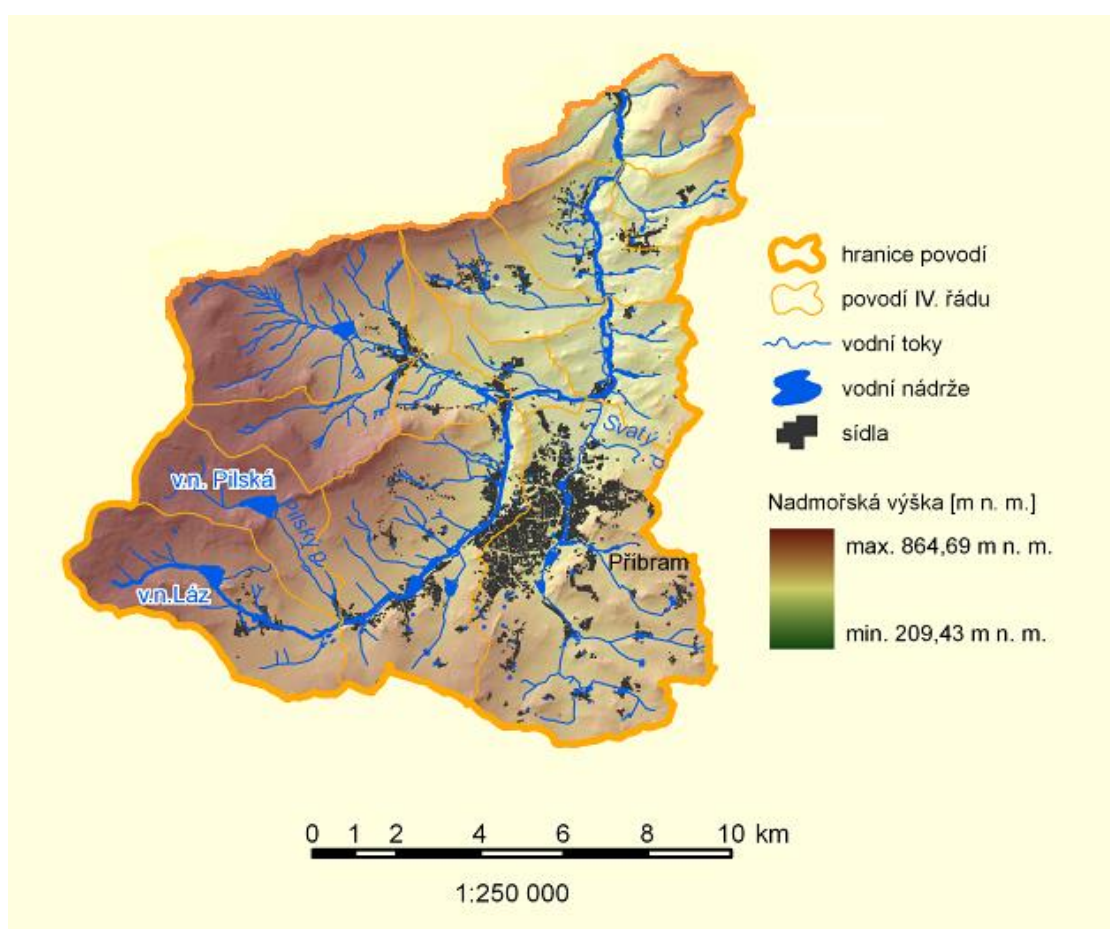 hranice povodí
povodí IV. řádu
vodní toky
vodní nádrže
sídla
Svatý p.
v.n. Pilská
Pilský p.
Nadmořská výška [m n. m.]
max. 864,69 m n. m.
Příbram
v.n.Láz
min. 209,43 m n. m.
0 1 2 4 6 8 10 km
1:250 000